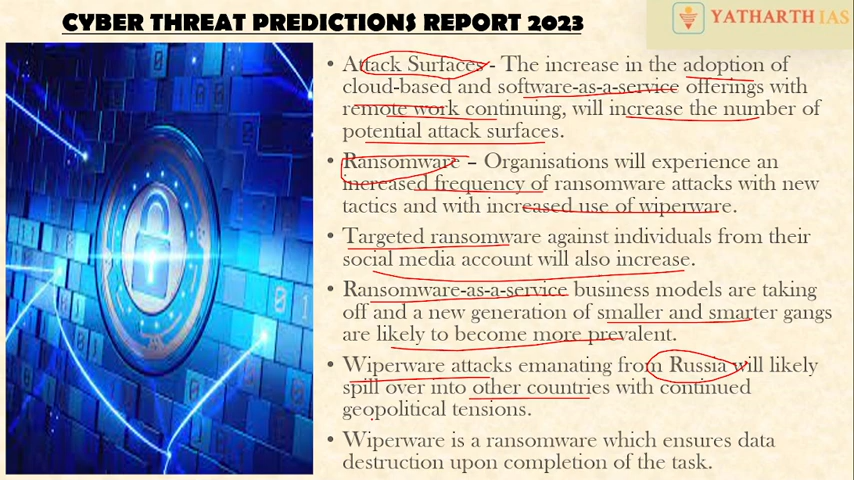 CYBER THREAT PREDICTIONS REPORT 2023
YATHARTH IAS
• Attack Surfaces - The increase in the adoption of
cloud-based and software-as-a-service offerings with
remote work continuing, will increase the number of
potential attack surfaces.
• Ransomware – Organisations will experience an
increased frequency of ransomware attacks with new
tactics and with increased use of wiperware.
• Targeted ransomware against individuals from their
social media account will also increase.
• Ransomware-as-a-service business models are taking
off and a new generation of smaller and smarter gangs
are likely to become more prevalent.
• Wiperware attacks emanating from Russia will likely
spill over into other countries with continued
geopolitical tensions.
• Wiperware is a ransomware which ensures data
destruction upon completion of the task.